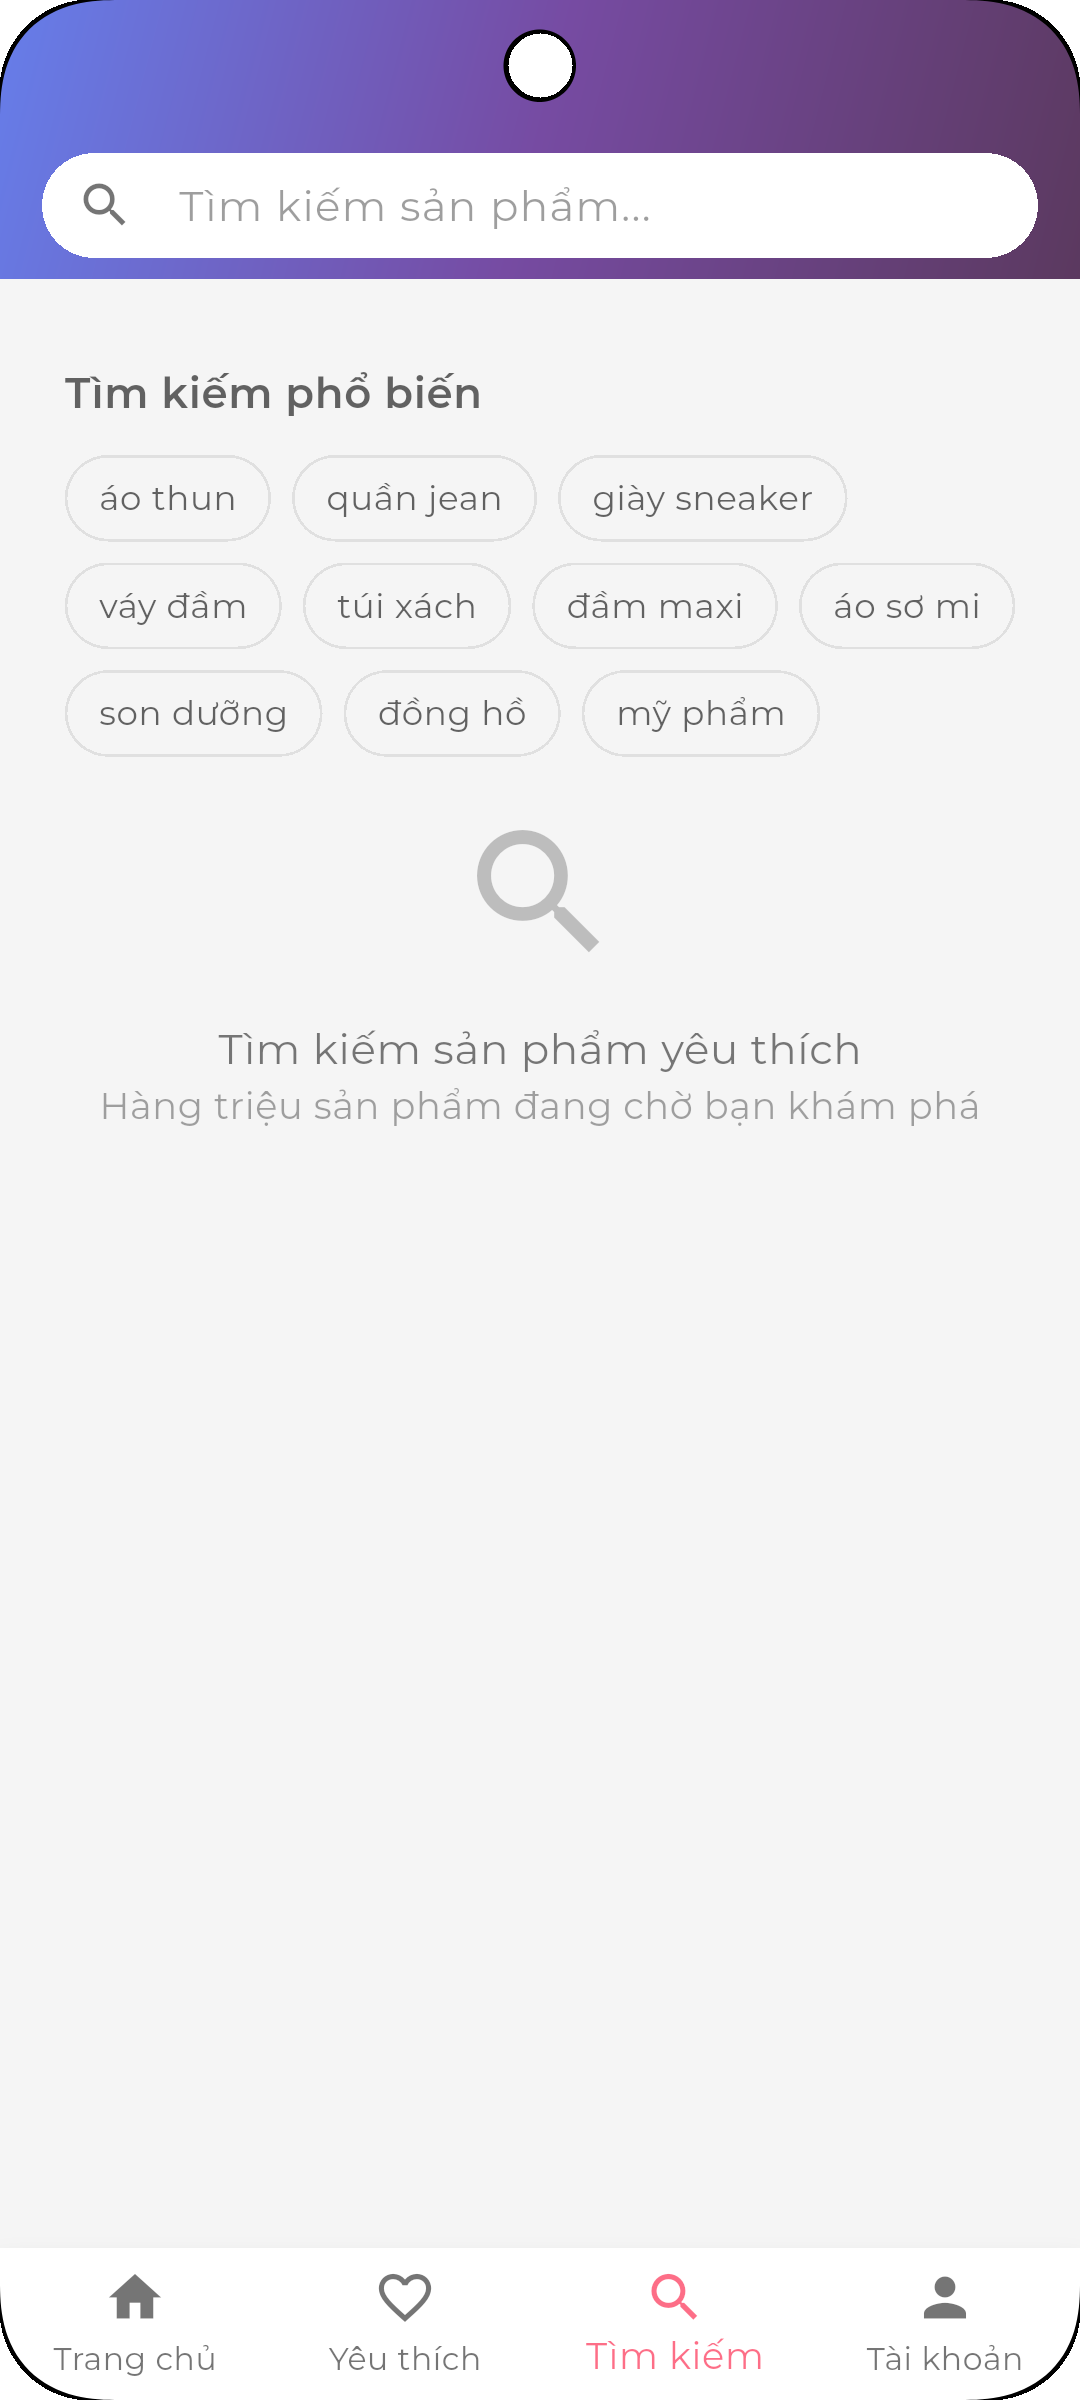 Tìm kiếm sản phẩm...
Tìm kiếm phổ biến
áo thun quần jean giày sneaker
váy đầm túi xách đầm maxi áo sơ mi
son dưỡng đồng hồ mỹ phẩm
Tìm kiếm sản phẩm yêu thích
Hàng triệu sản phẩm đang chờ bạn khám phá
Trang chủ Yêu thích Tìm kiếm Tài khoản